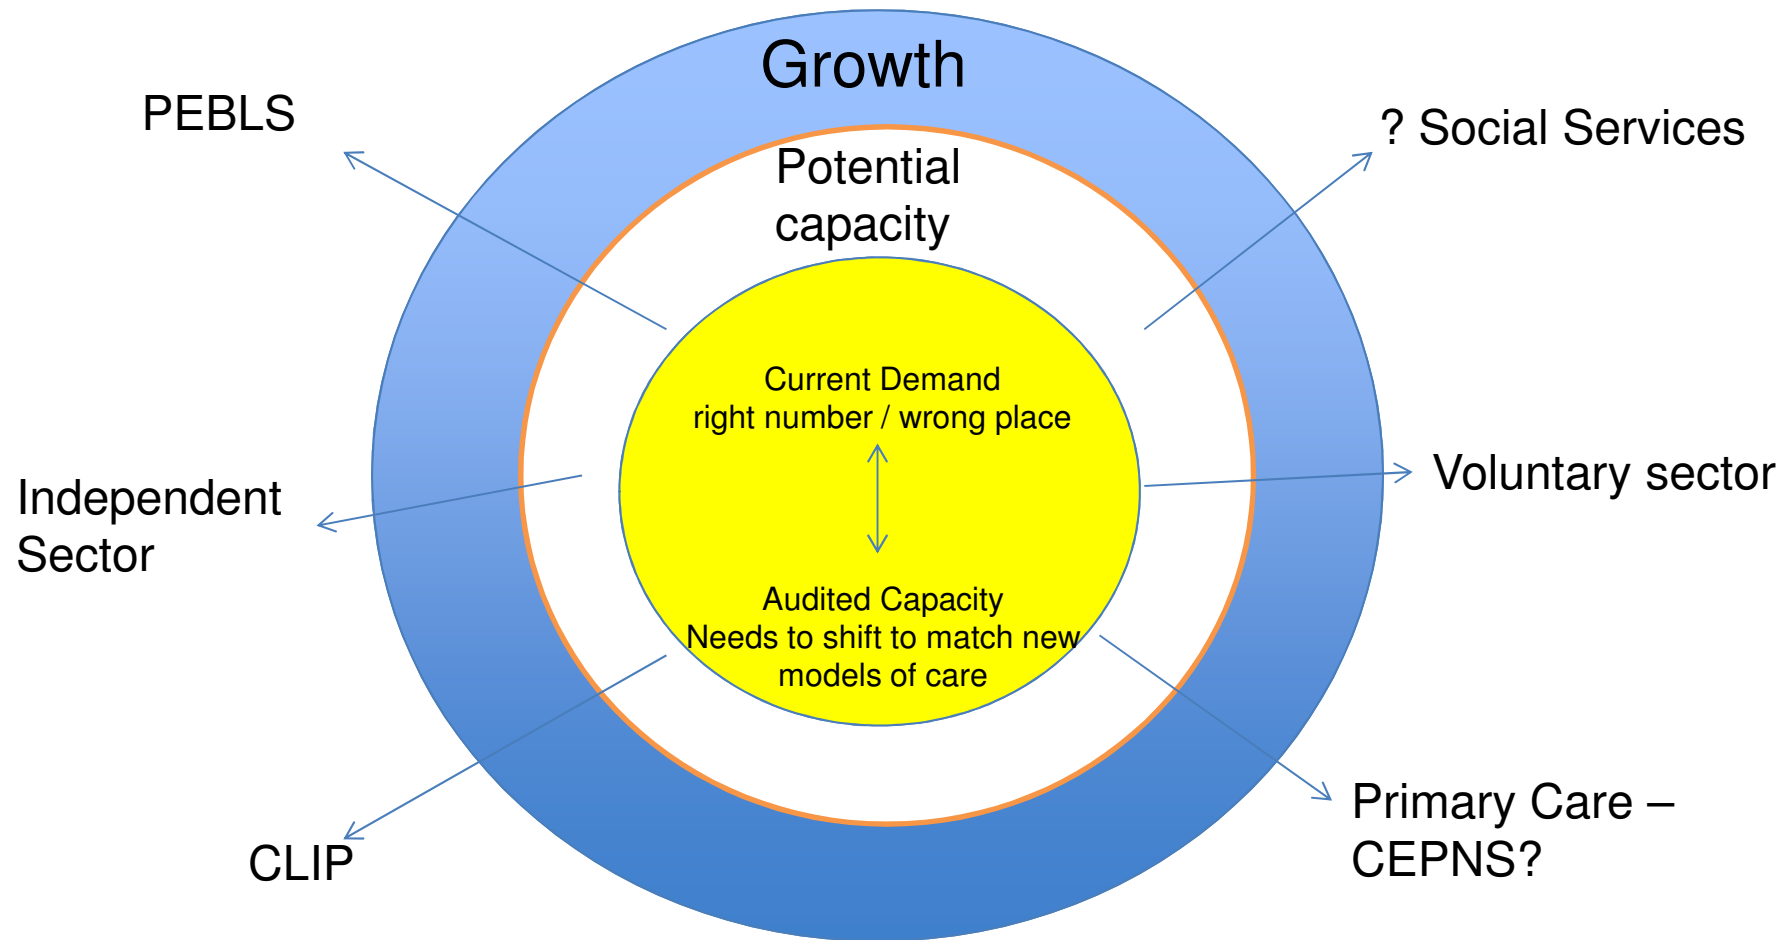 Growth
PEBLS
? Social Services
Potential
capacity
Current Demand
right number / wrong place
Independent
Sector
Voluntary sector
Audited Capacity
Needs to shift to match new
models of care
CLIP
Primary Care –
CEPNS?